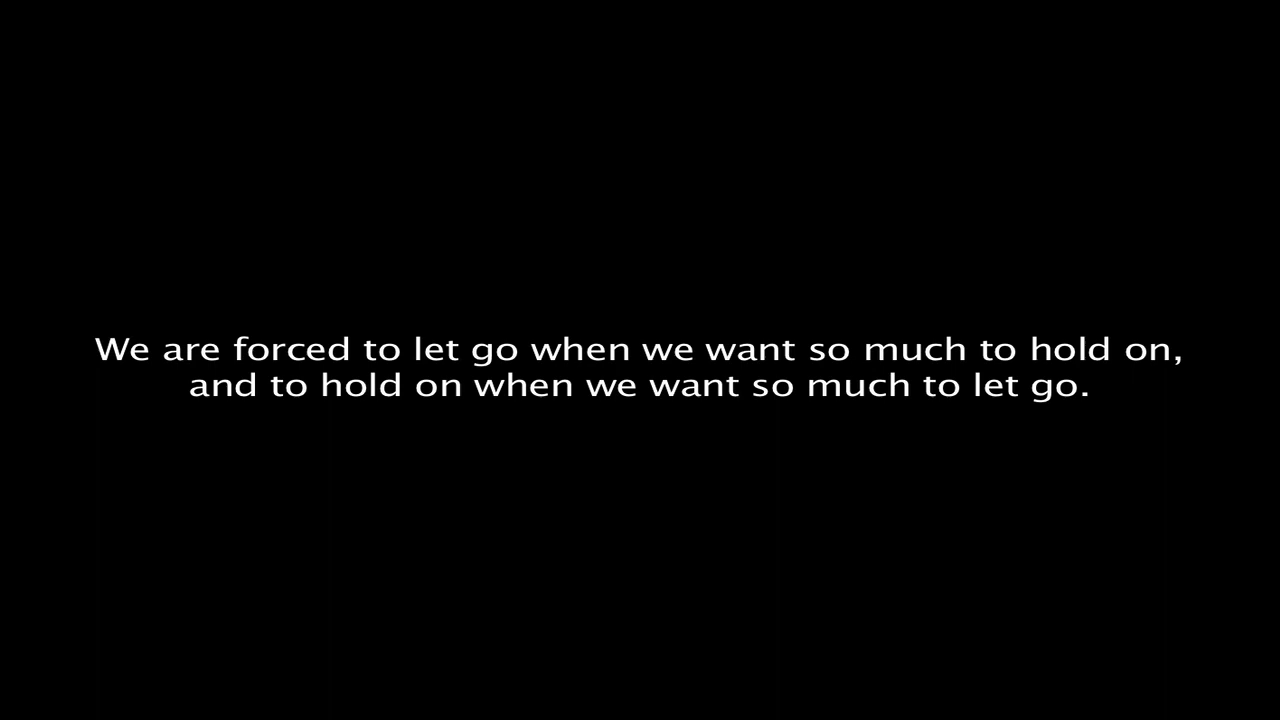 We are forced to let go when we want so much to hold on,
and to hold on when we want so much to let go.